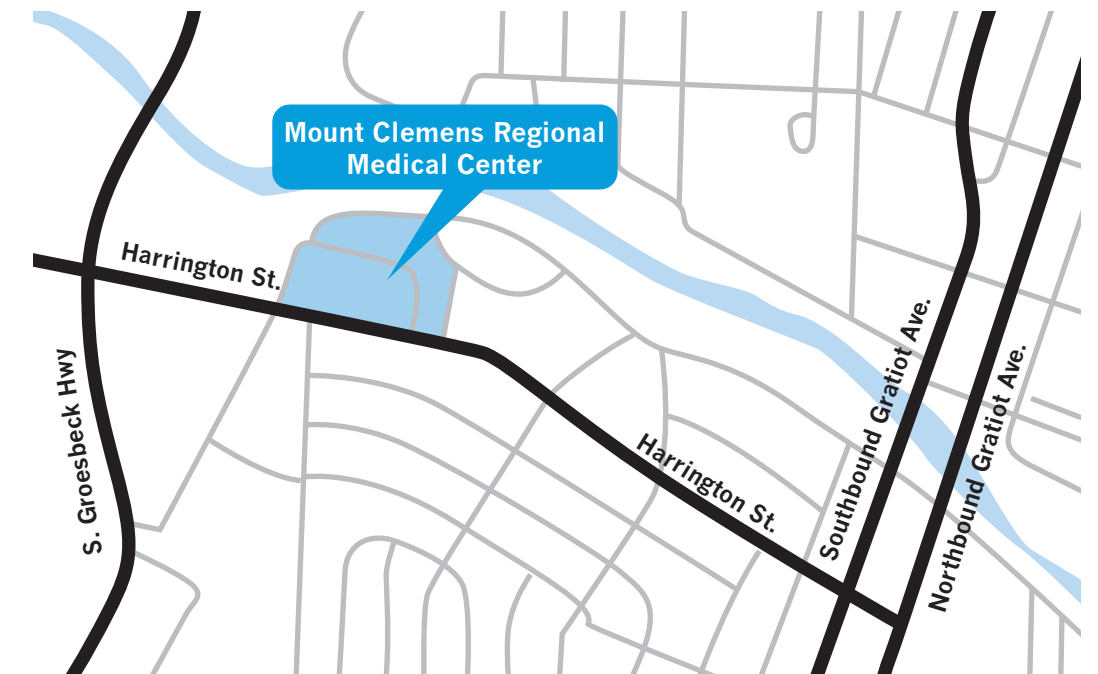 Mount Clemens Regional
Medical Center
Harrington St.
S. Groesbeck Hwy
Harrington St.
Southbound Gratiot Ave.
Northbound Gratiot Ave.